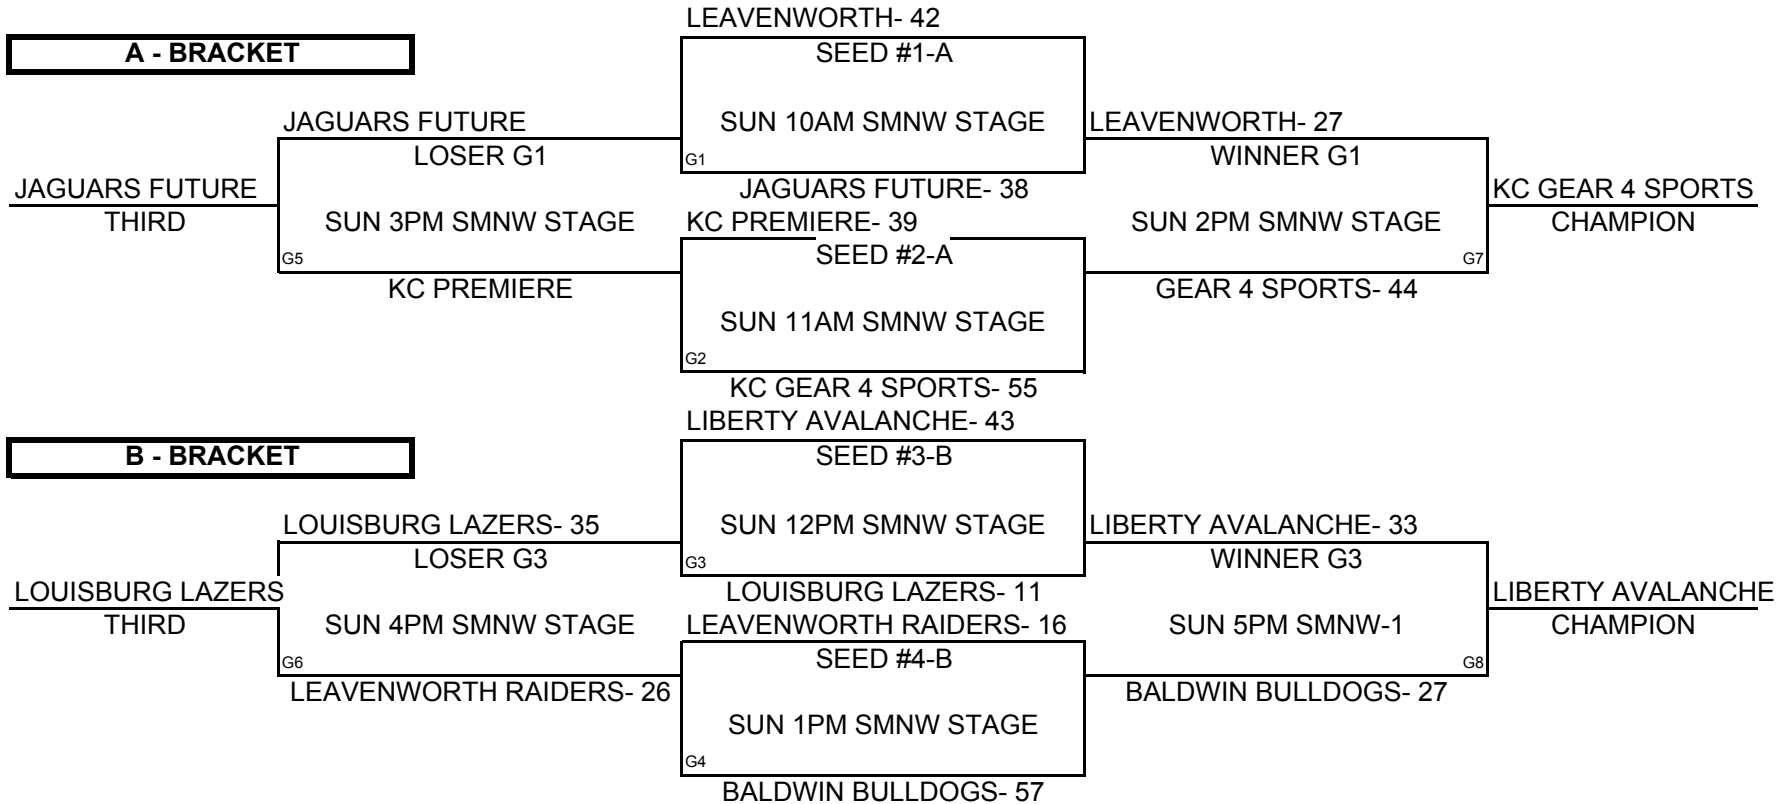 LEAVENWORTH- 42
A - BRACKET
SEED #1-A
JAGUARS FUTURE
SUN 10AM SMNW STAGE
LEAVENWORTH- 27
LOSER G1
G1
WINNER G1
JAGUARS FUTURE
JAGUARS FUTURE- 38
KC GEAR 4 SPORTS
THIRD
SUN 3PM SMNW STAGE
KC PREMIERE- 39
SUN 2PM SMNW STAGE
CHAMPION
G5
SEED #2-A
G7
KC PREMIERE
GEAR 4 SPORTS- 44
SUN 11AM SMNW STAGE
G2
KC GEAR 4 SPORTS- 55
LIBERTY AVALANCHE- 43
B - BRACKET
SEED #3-B
LOUISBURG LAZERS- 35
SUN 12PM SMNW STAGE
LIBERTY AVALANCHE- 33
LOSER G3
G3
WINNER G3
LOUISBURG LAZERS
LOUISBURG LAZERS- 11
LIBERTY AVALANCHE
THIRD
SUN 4PM SMNW STAGE
LEAVENWORTH RAIDERS- 16
SUN 5PM SMNW-1
CHAMPION
G6
SEED #4-B
G8
LEAVENWORTH RAIDERS- 26
BALDWIN BULLDOGS- 27
SUN 1PM SMNW STAGE
G4
BALDWIN BULLDOGS- 57